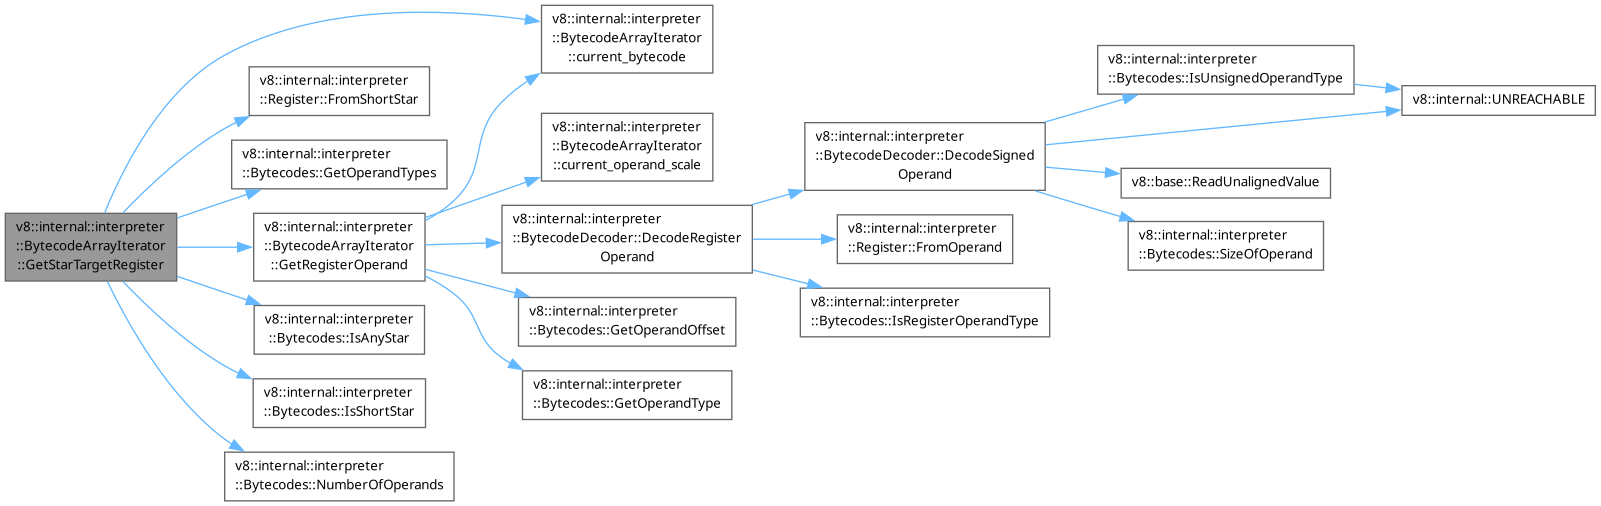 v8::internal::interpreter
::BytecodeArrayIterator
::GetStarTargetRegister
v8::internal::interpreter
::BytecodeArrayIterator
::current_bytecode
v8::internal::interpreter
::Register::FromShortStar
v8::internal::interpreter
::Bytecodes::GetOperandTypes
v8::internal::interpreter
::BytecodeArrayIterator
::GetRegisterOperand
v8::internal::interpreter
::Bytecodes::IsAnyStar
v8::internal::interpreter
::Bytecodes::IsShortStar
v8::internal::interpreter
::Bytecodes::NumberOfOperands
v8::internal::interpreter
::BytecodeArrayIterator
::current_operand_scale
v8::internal::interpreter
::BytecodeDecoder::DecodeRegister
Operand
v8::internal::interpreter
::Bytecodes::GetOperandOffset
v8::internal::interpreter
::Bytecodes::GetOperandType
v8::internal::interpreter
::BytecodeDecoder::DecodeSigned
Operand
v8::internal::interpreter
::Register::FromOperand
v8::internal::interpreter
::Bytecodes::IsRegisterOperandType
v8::internal::interpreter
::Bytecodes::IsUnsignedOperandType
v8::internal::UNREACHABLE
v8::base::ReadUnalignedValue
v8::internal::interpreter
::Bytecodes::SizeOfOperand